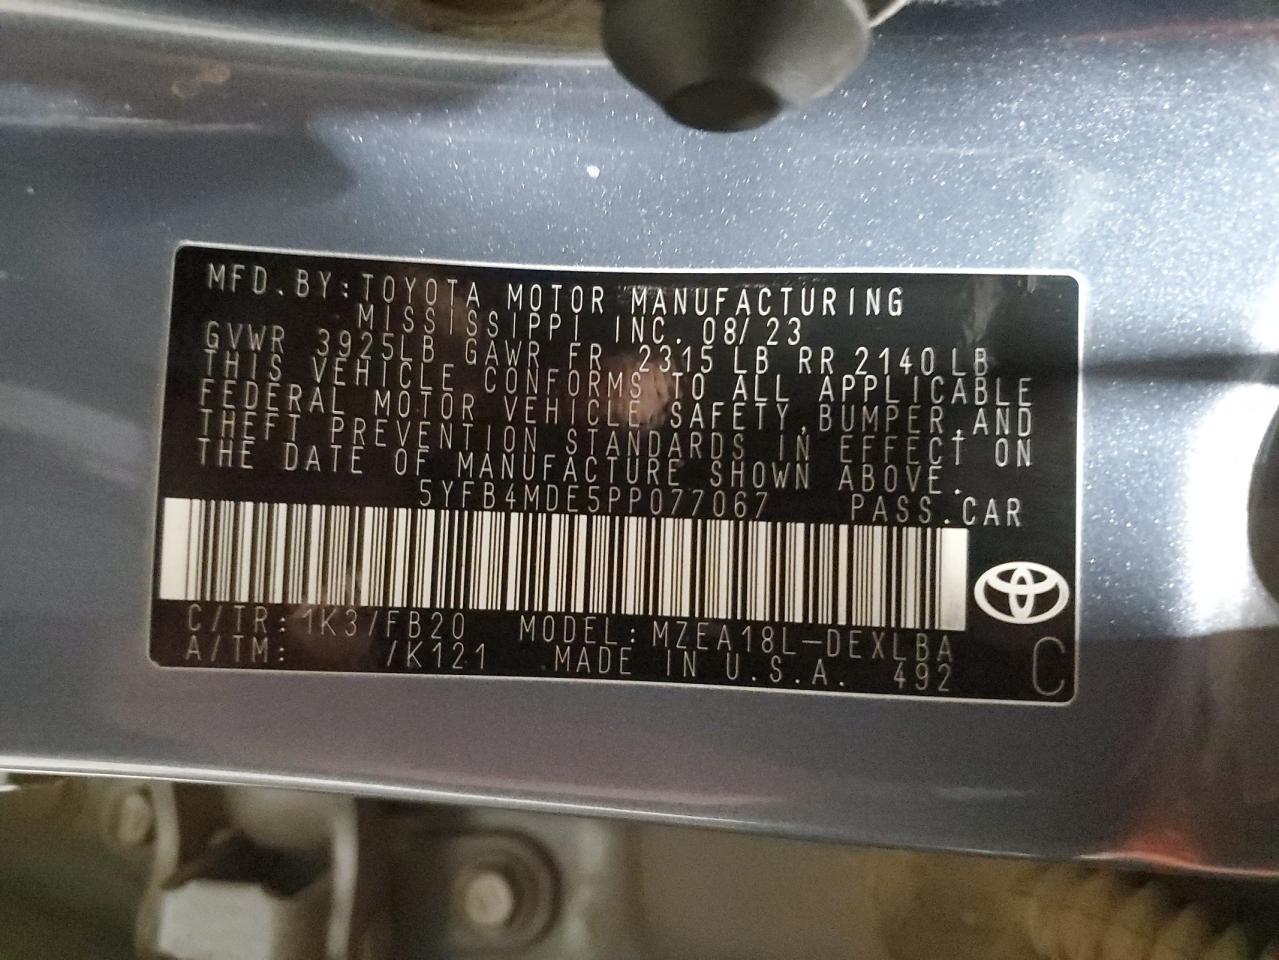 MFD.BY:TOYOTA MOTOR MANUFACTURING
MISSISSIPPI INC. 08/23
GVWR 3925LB GAWR FR 2315LB RR 2140LB
THIS VEHICLE CONFORMS TO ALL APPLICABLE
FEDERAL MOTOR VEHICLE SAFETY,BUMPER,AND
THEFT PREVENTION STANDARDS IN EFFECT ON
THE DATE OF MANUFACTURE SHOWN ABOVE.
5YFB4MDE5PP077067 PASS.CAR
C/TR:1K3/FB20 MODEL:MZEA18L-DEXLBA
A/TM: /K121 MADE IN U.S.A. 492
C